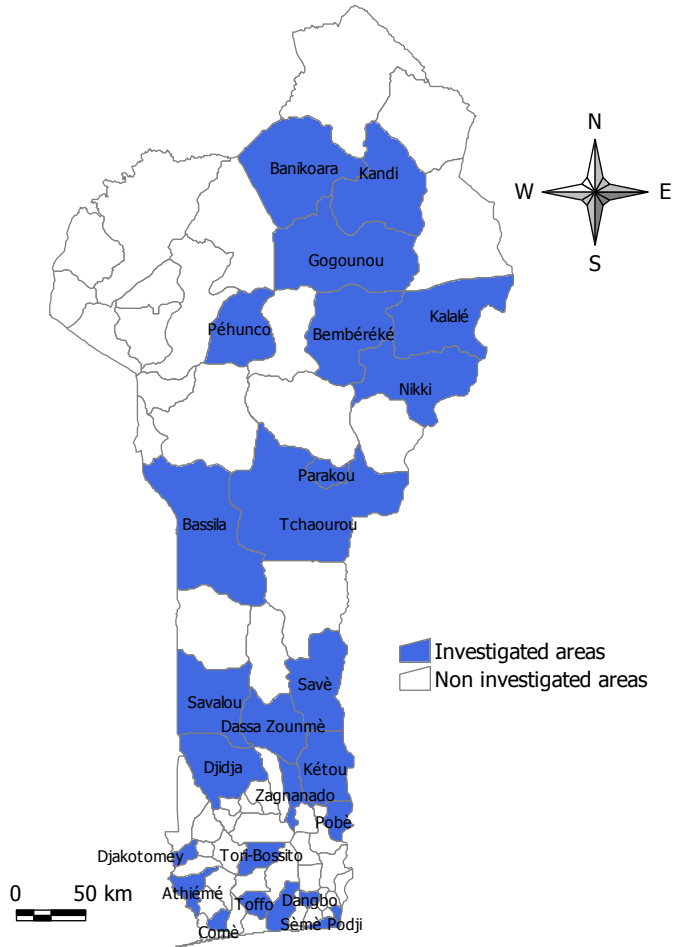 N
Banikoara
Kandi
W
E
S
Gogounou
Kalalé
Péhunco
Bembéréké
Nikki
Parakou
Bassila
Tchaourou
Investigated areas
Non investigated areas
Savè
Savalou
Dassa Zounmè
Djidja
Kétou
Zagnanado
Pobè
Djakotomey
Tori-Bossito
0 50 km
Athiémé
Toffo
Dangbo
Comè
Sèmè Podji